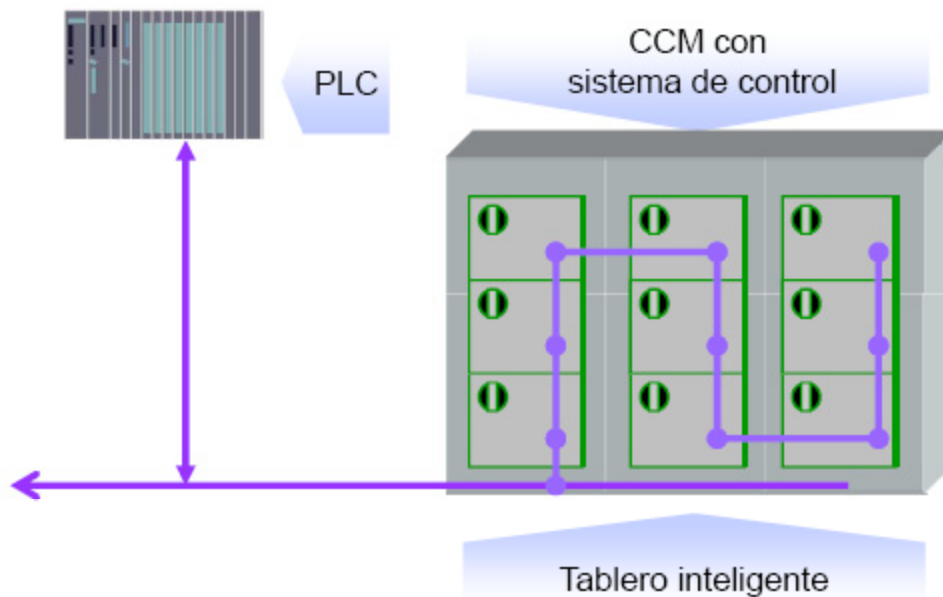 PLC
CCM con
sistema de control
Tablero inteligente